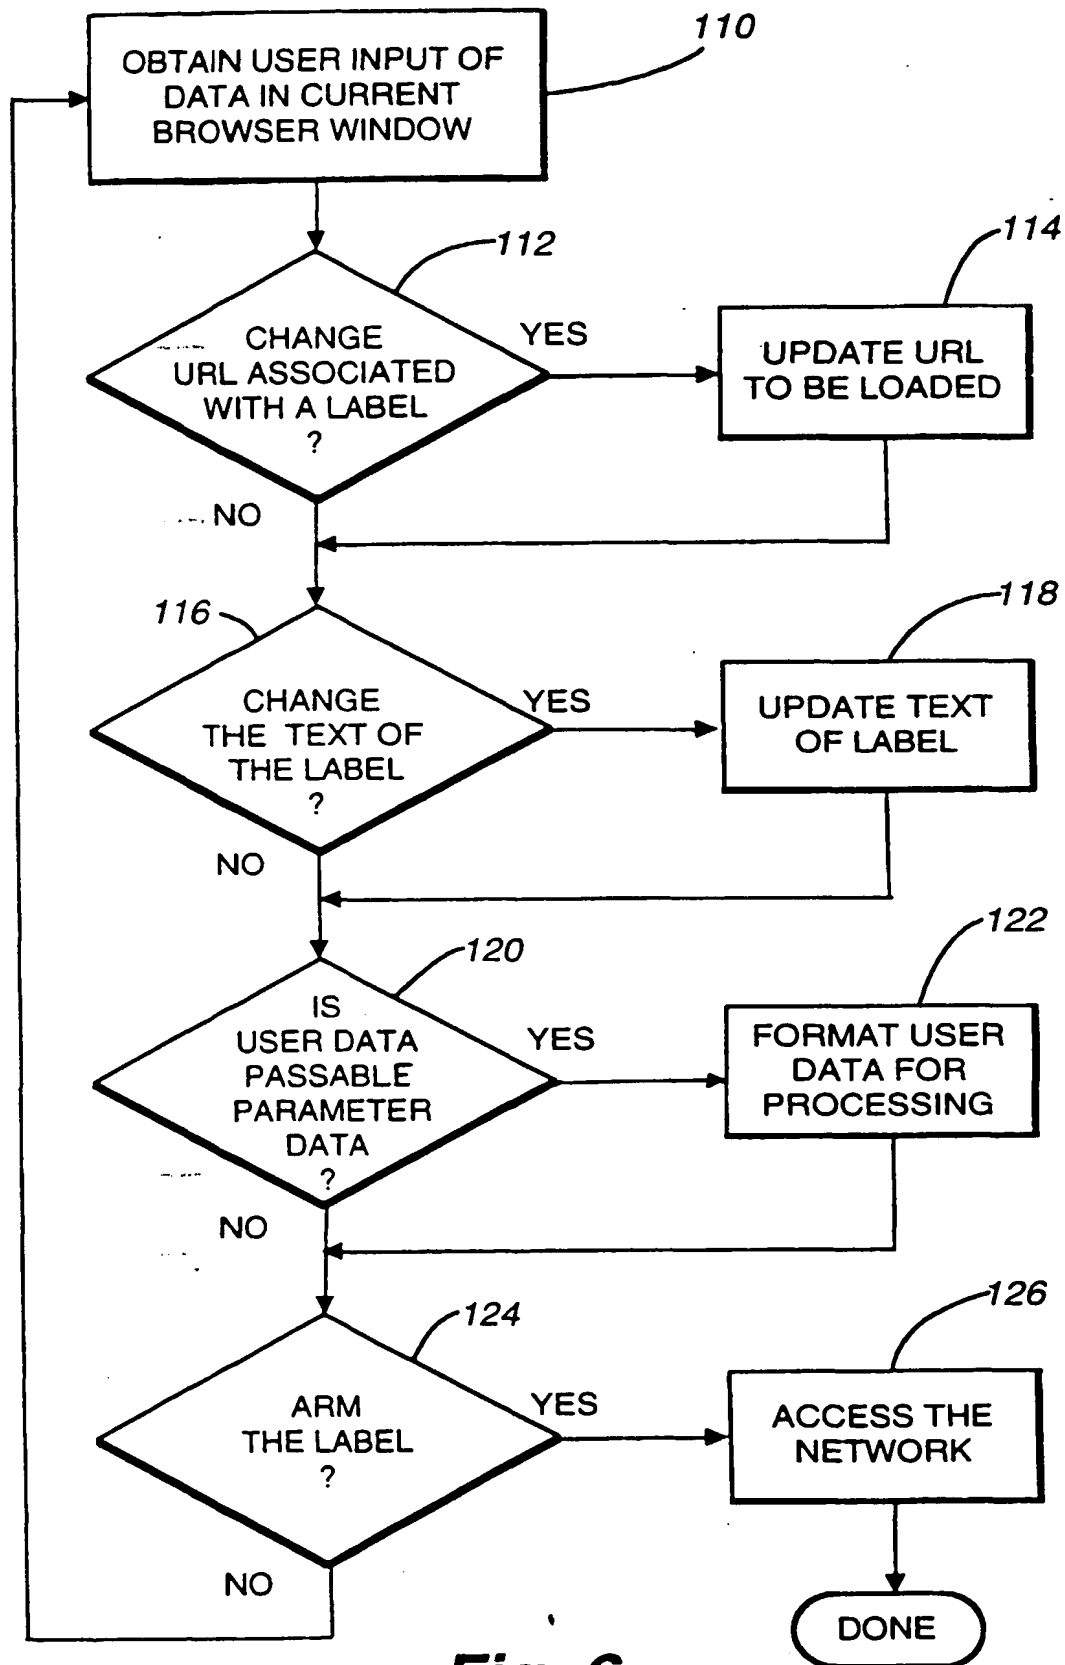 110
OBTAIN USER INPUT OF
DATA IN CURRENT
BROWSER WINDOW
112
114
CHANGE
URL ASSOCIATED
WITH A LABEL
?
YES
UPDATE URL
TO BE LOADED
NO
116
118
CHANGE
THE TEXT OF
THE LABEL
?
YES
UPDATE TEXT
OF LABEL
NO
120
122
IS
USER DATA
PASSABLE
PARAMETER
DATA
?
YES
FORMAT USER
DATA FOR
PROCESSING
NO
124
126
ARM
THE LABEL
?
YES
ACCESS THE
NETWORK
NO
DONE
Fig. 6